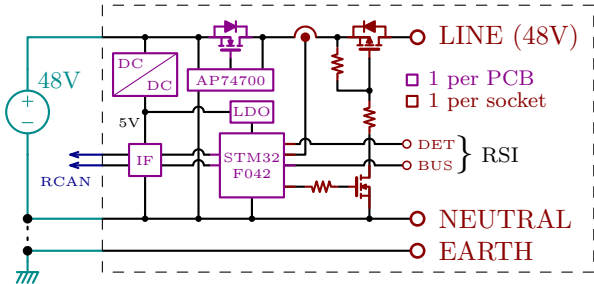 LINE (48V)
DC
DC
AP74700
1 per PCB
1 per socket
48V
LDO
5V
IF
STM32
F042
DET
BUS
RSI
RCAN
NEUTRAL
EARTH